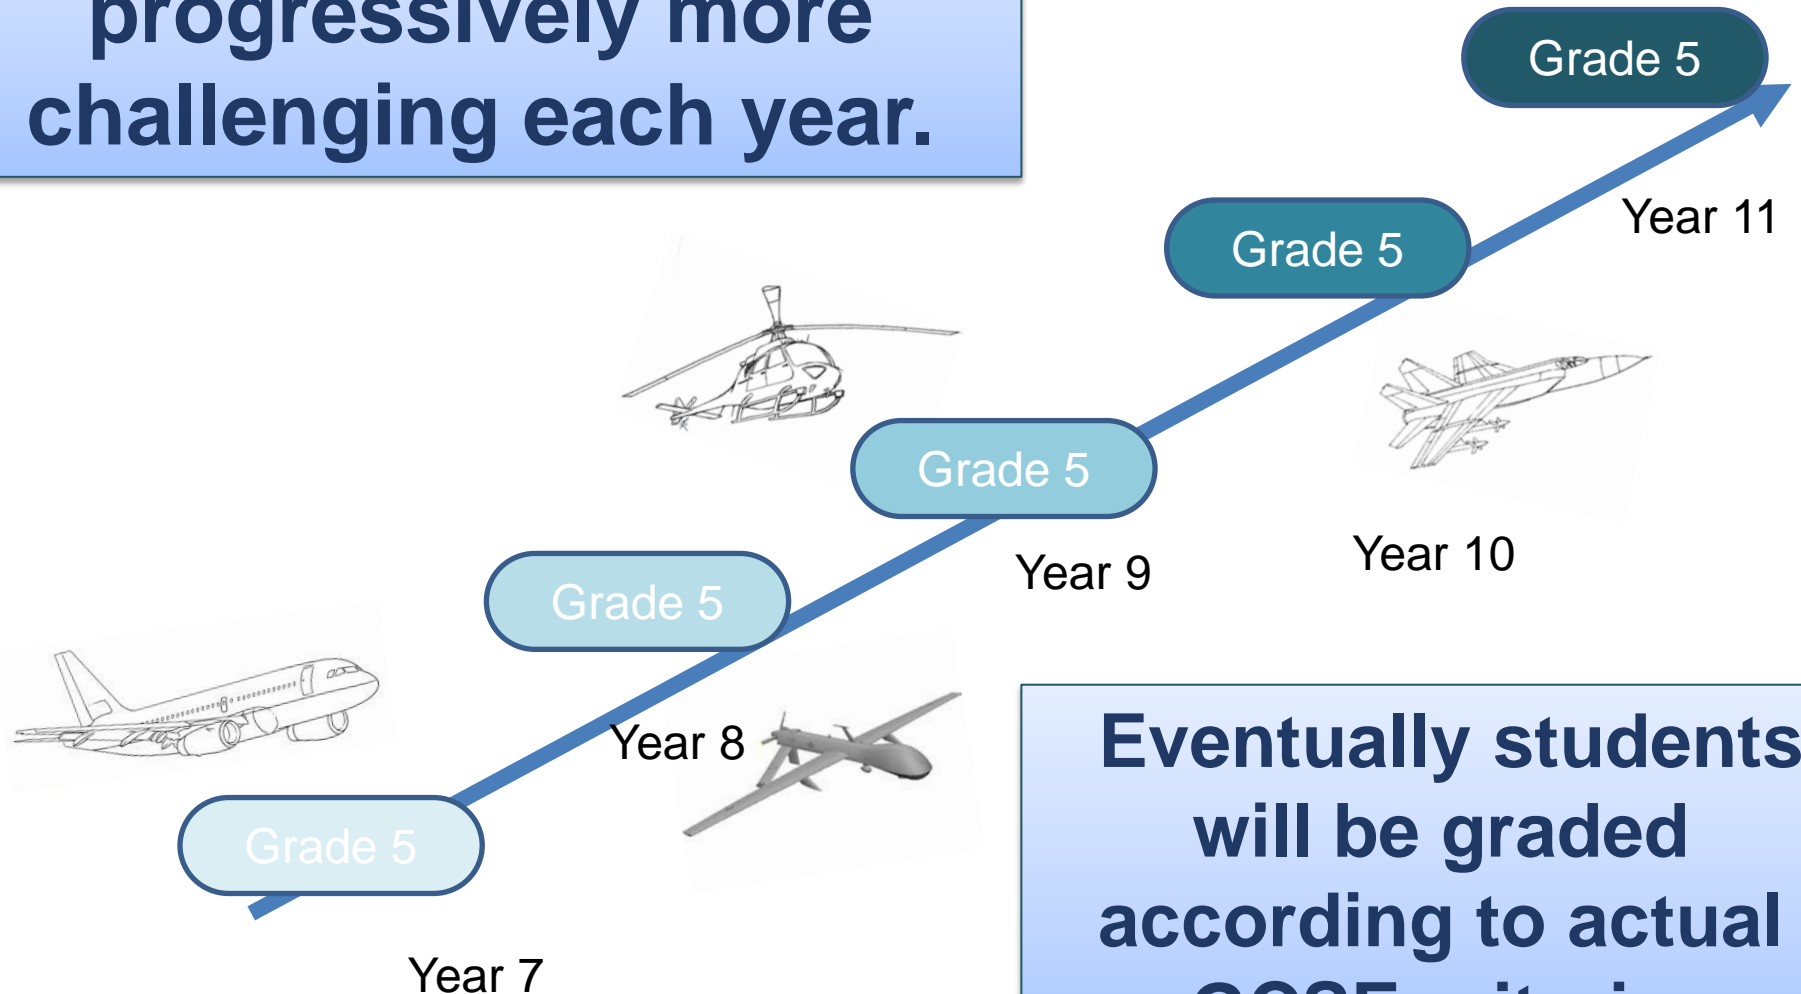 progressively more
challenging each year.
Grade 5
Year 11
Grade 5
Grade 5
Year 10
Year 9
Grade 5
Year 8
Grade 5
Year 7
Eventually students
will be graded
according to actual